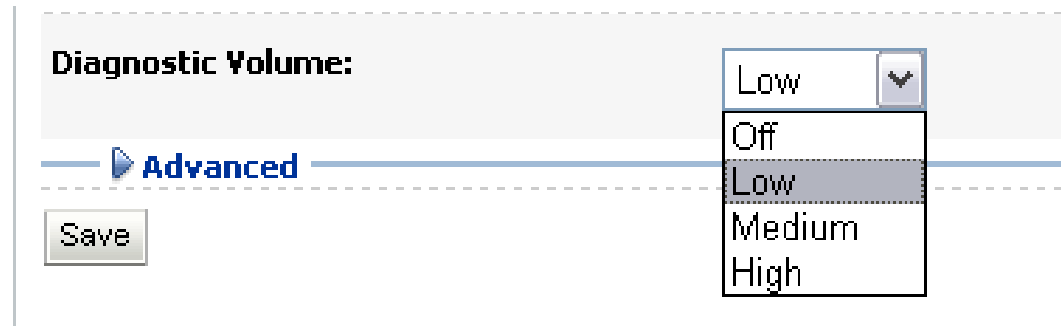 Diagnostic Volume:
Low
Off
Low
Medium
High
Advanced
Save